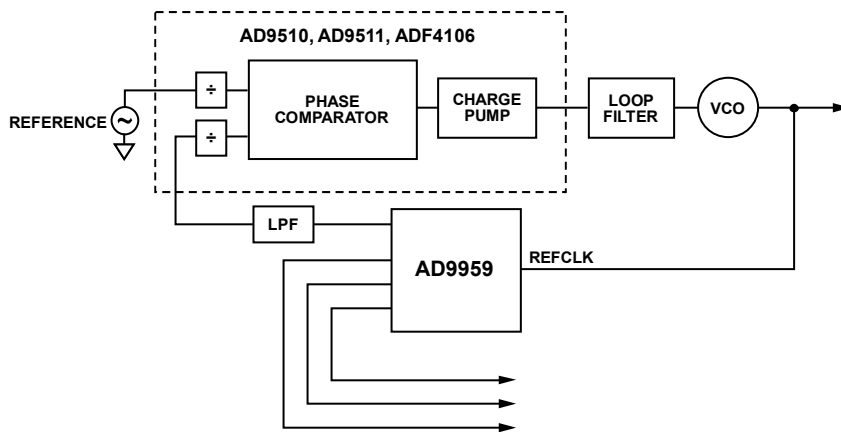 AD9510, AD9511, ADF4106
REFERENCE
~
÷
÷
PHASE
COMPARATOR
CHARGE
PUMP
LOOP
FILTER
VCO
LPF
AD9959
REFCLK